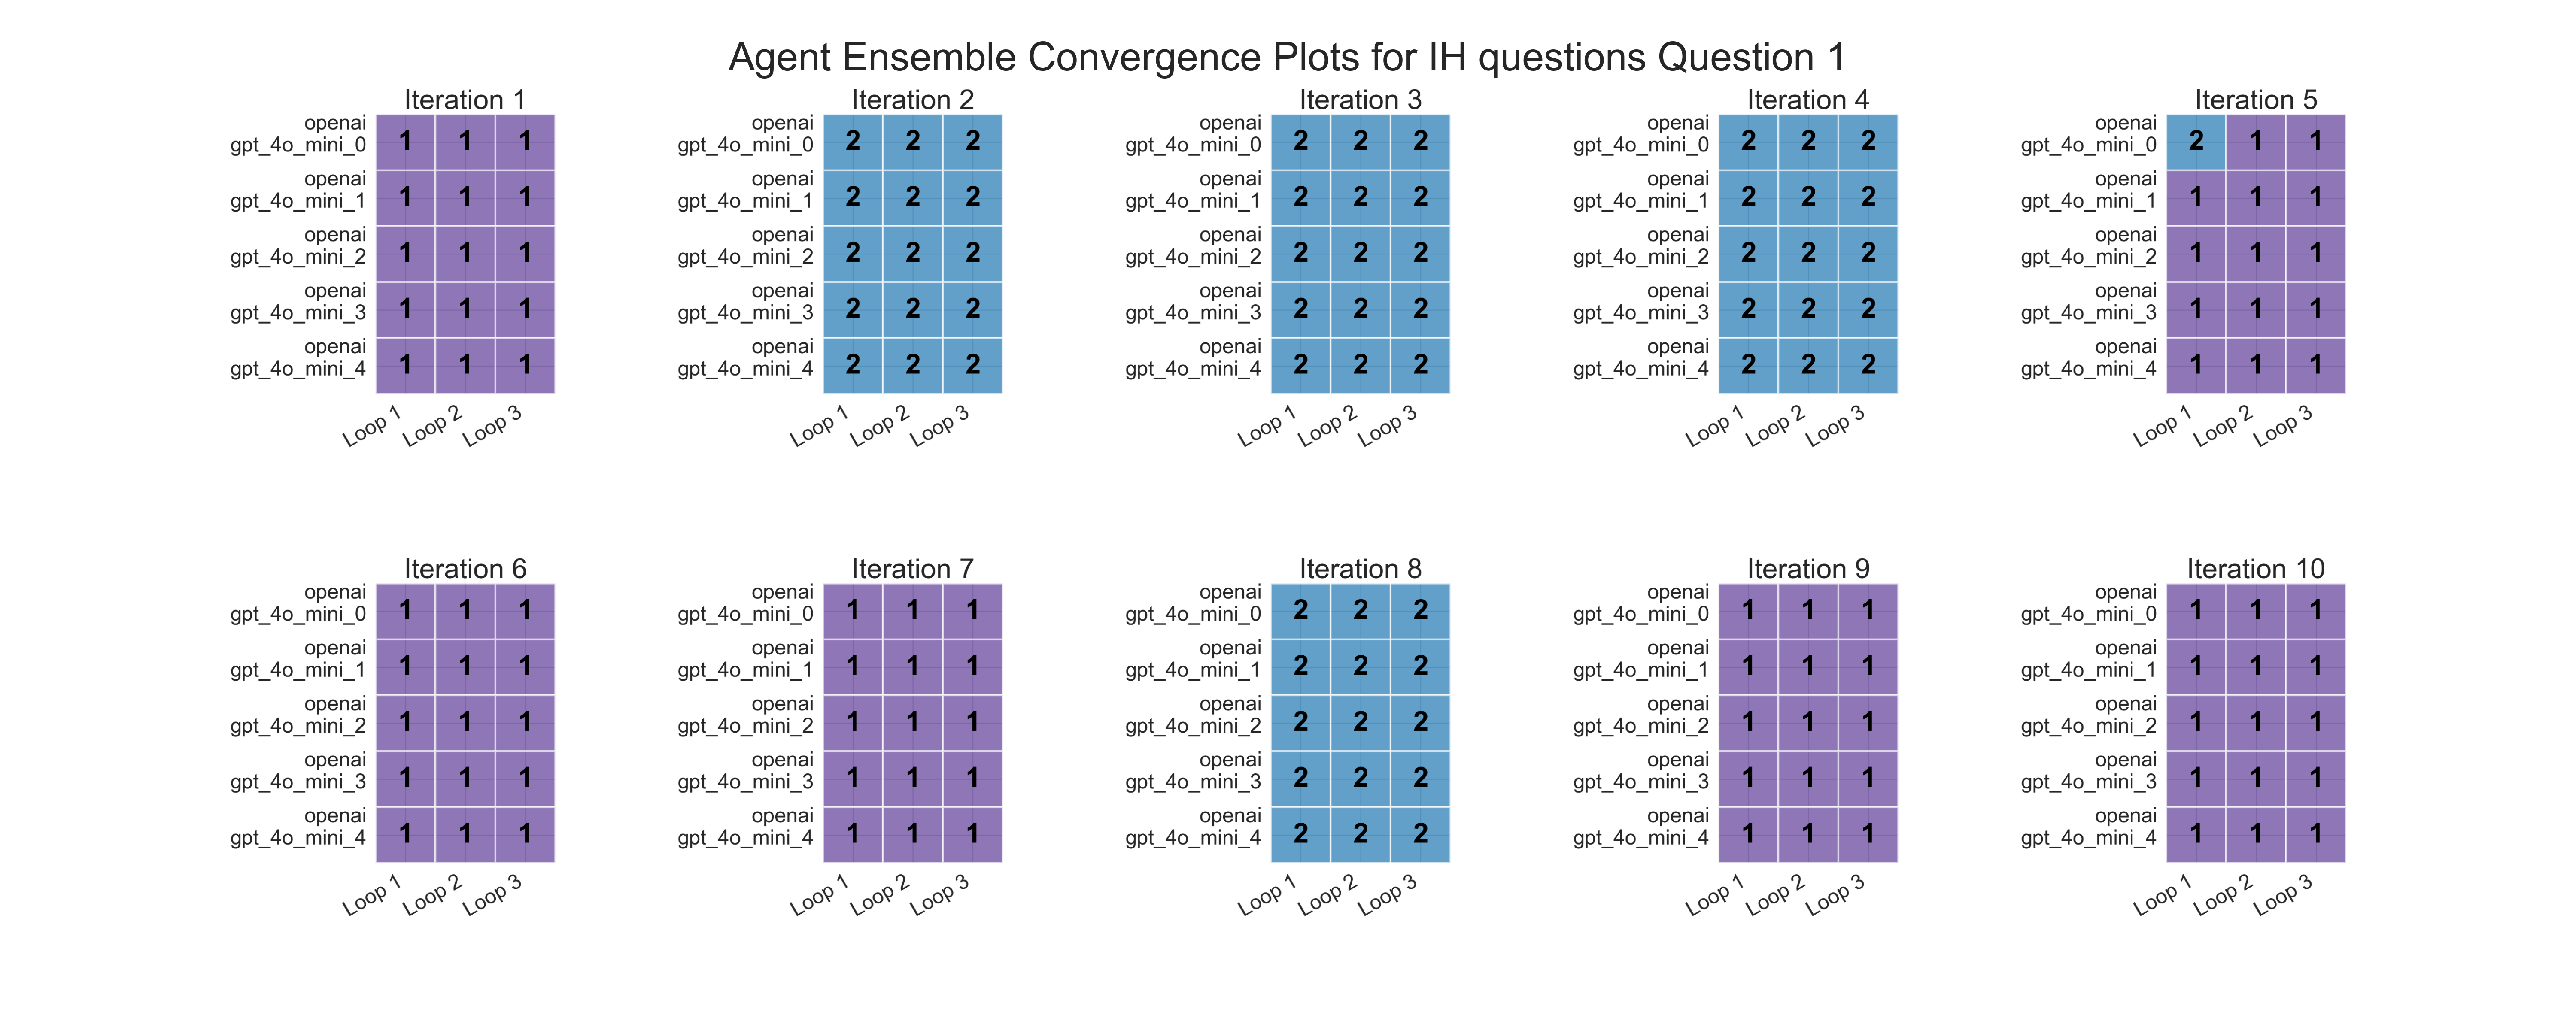 Agent Ensemble Convergence Plots for IH questions Question 1
Iteration 1
openai
gpt_4o_mini_0 1 1 1
openai
gpt_4o_mini_1 1 1 1
openai
gpt_4o_mini_2 1 1 1
openai
gpt_4o_mini_3 1 1 1
openai
gpt_4o_mini_4 1 1 1
Loop 1 Loop 2 Loop 3
Iteration 2
openai
gpt_4o_mini_0 2 2 2
openai
gpt_4o_mini_1 2 2 2
openai
gpt_4o_mini_2 2 2 2
openai
gpt_4o_mini_3 2 2 2
openai
gpt_4o_mini_4 2 2 2
Loop 1 Loop 2 Loop 3
Iteration 3
openai
gpt_4o_mini_0 2 2 2
openai
gpt_4o_mini_1 2 2 2
openai
gpt_4o_mini_2 2 2 2
openai
gpt_4o_mini_3 2 2 2
openai
gpt_4o_mini_4 2 2 2
Loop 1 Loop 2 Loop 3
Iteration 4
openai
gpt_4o_mini_0 2 2 2
openai
gpt_4o_mini_1 2 2 2
openai
gpt_4o_mini_2 2 2 2
openai
gpt_4o_mini_3 2 2 2
openai
gpt_4o_mini_4 2 2 2
Loop 1 Loop 2 Loop 3
Iteration 5
openai
gpt_4o_mini_0 2 1 1
openai
gpt_4o_mini_1 1 1 1
openai
gpt_4o_mini_2 1 1 1
openai
gpt_4o_mini_3 1 1 1
openai
gpt_4o_mini_4 1 1 1
Loop 1 Loop 2 Loop 3
Iteration 6
openai
gpt_4o_mini_0 1 1 1
openai
gpt_4o_mini_1 1 1 1
openai
gpt_4o_mini_2 1 1 1
openai
gpt_4o_mini_3 1 1 1
openai
gpt_4o_mini_4 1 1 1
Loop 1 Loop 2 Loop 3
Iteration 7
openai
gpt_4o_mini_0 1 1 1
openai
gpt_4o_mini_1 1 1 1
openai
gpt_4o_mini_2 1 1 1
openai
gpt_4o_mini_3 1 1 1
openai
gpt_4o_mini_4 1 1 1
Loop 1 Loop 2 Loop 3
Iteration 8
openai
gpt_4o_mini_0 2 2 2
openai
gpt_4o_mini_1 2 2 2
openai
gpt_4o_mini_2 2 2 2
openai
gpt_4o_mini_3 2 2 2
openai
gpt_4o_mini_4 2 2 2
Loop 1 Loop 2 Loop 3
Iteration 9
openai
gpt_4o_mini_0 1 1 1
openai
gpt_4o_mini_1 1 1 1
openai
gpt_4o_mini_2 1 1 1
openai
gpt_4o_mini_3 1 1 1
openai
gpt_4o_mini_4 1 1 1
Loop 1 Loop 2 Loop 3
Iteration 10
openai
gpt_4o_mini_0 1 1 1
openai
gpt_4o_mini_1 1 1 1
openai
gpt_4o_mini_2 1 1 1
openai
gpt_4o_mini_3 1 1 1
openai
gpt_4o_mini_4 1 1 1
Loop 1 Loop 2 Loop 3